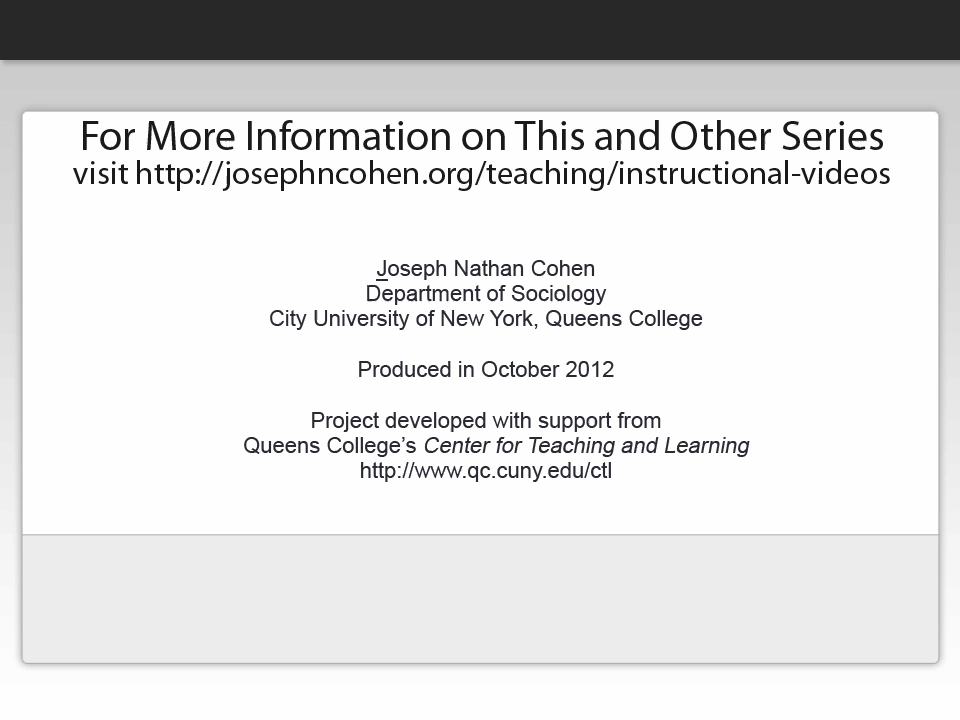 For More Information on This and Other Series
visit http://josephncohen.org/teaching/instructional-videos
Joseph Nathan Cohen
Department of Sociology
City University of New York, Queens College
Produced in October 2012
Project developed with support from
Queens College’s Center for Teaching and Learning
http://www.qc.cuny.edu/ctl